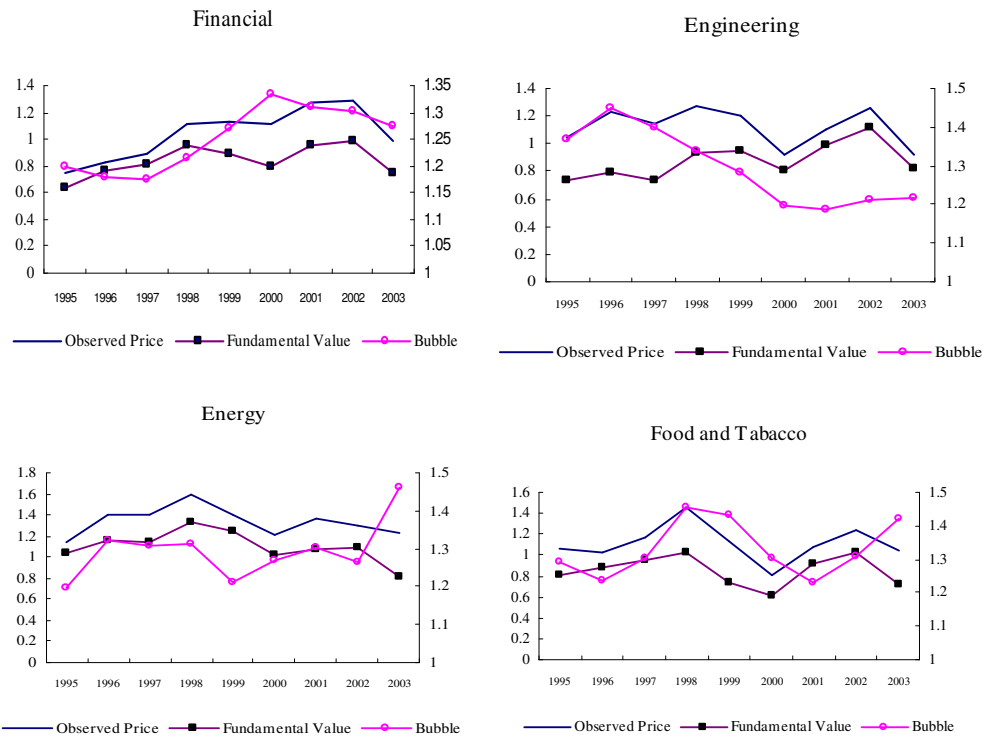 Financial
1.4 1.35
1.2 1.3
1 1.25
0.8 1.2
0.6 1.15
0.4 1.1
0.2 1.05
0 1
1995 1996 1997 1998 1999 2000 2001 2002 2003
Observed Price Fundamental Value Bubble
Engineering
1.4 1.5
1.2 1.4
1
0.8 1.3
0.6 1.2
0.4
0.2 1.1
0 1
1995 1996 1997 1998 1999 2000 2001 2002 2003
Observed Price Fundamental Value Bubble
Energy
1.8 1.5
1.6
1.4 1.4
1.2
1 1.3
0.8
0.6 1.2
0.4 1.1
0.2
0 1
1995 1996 1997 1998 1999 2000 2001 2002 2003
Observed Price Fundamental Value Bubble
Food and Tabacco
1.6 1.5
1.4
1.2 1.4
1 1.3
0.8
0.6 1.2
0.4 1.1
0.2
0 1
1995 1996 1997 1998 1999 2000 2001 2002 2003
Observed Price Fundamental Value Bubble